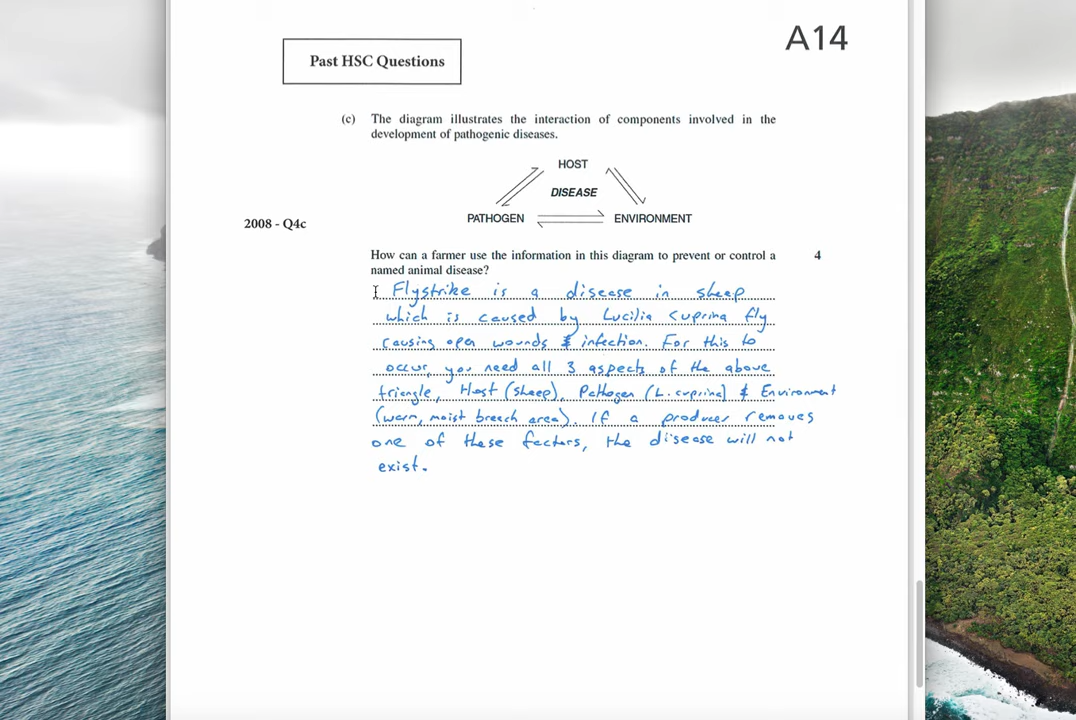 A14
Past HSC Questions
(c) The diagram illustrates the interaction of components involved in the
development of pathogenic diseases.
HOST
DISEASE
PATHOGEN
ENVIRONMENT
2008 - Q4c
How can a farmer use the information in this diagram to prevent or control a
named animal disease?
4
Flystrike is a disease in sheep
which is caused by Lucilia cuprina fly
causing open wounds & infection. For this to
occur, you need all 3 aspects of the above
triangle, Host (sheep), Pathogen (L. cuprina) & Environment
(warm, moist breech area). If a producer removes
one of these factors, the disease will not
exist.